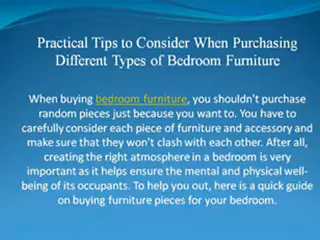 Practical Tips to Consider When Purchasing
Different Types of Bedroom Furniture
When buying bedroom furniture, you shouldn't purchase
random pieces just because you want to. You have to
carefully consider each piece of furniture and accessory and
make sure that they won't clash with each other. After all,
creating the right atmosphere in a bedroom is very
important as it helps ensure the mental and physical well-
being of its occupants. To help you out, here is a quick guide
on buying furniture pieces for your bedroom.